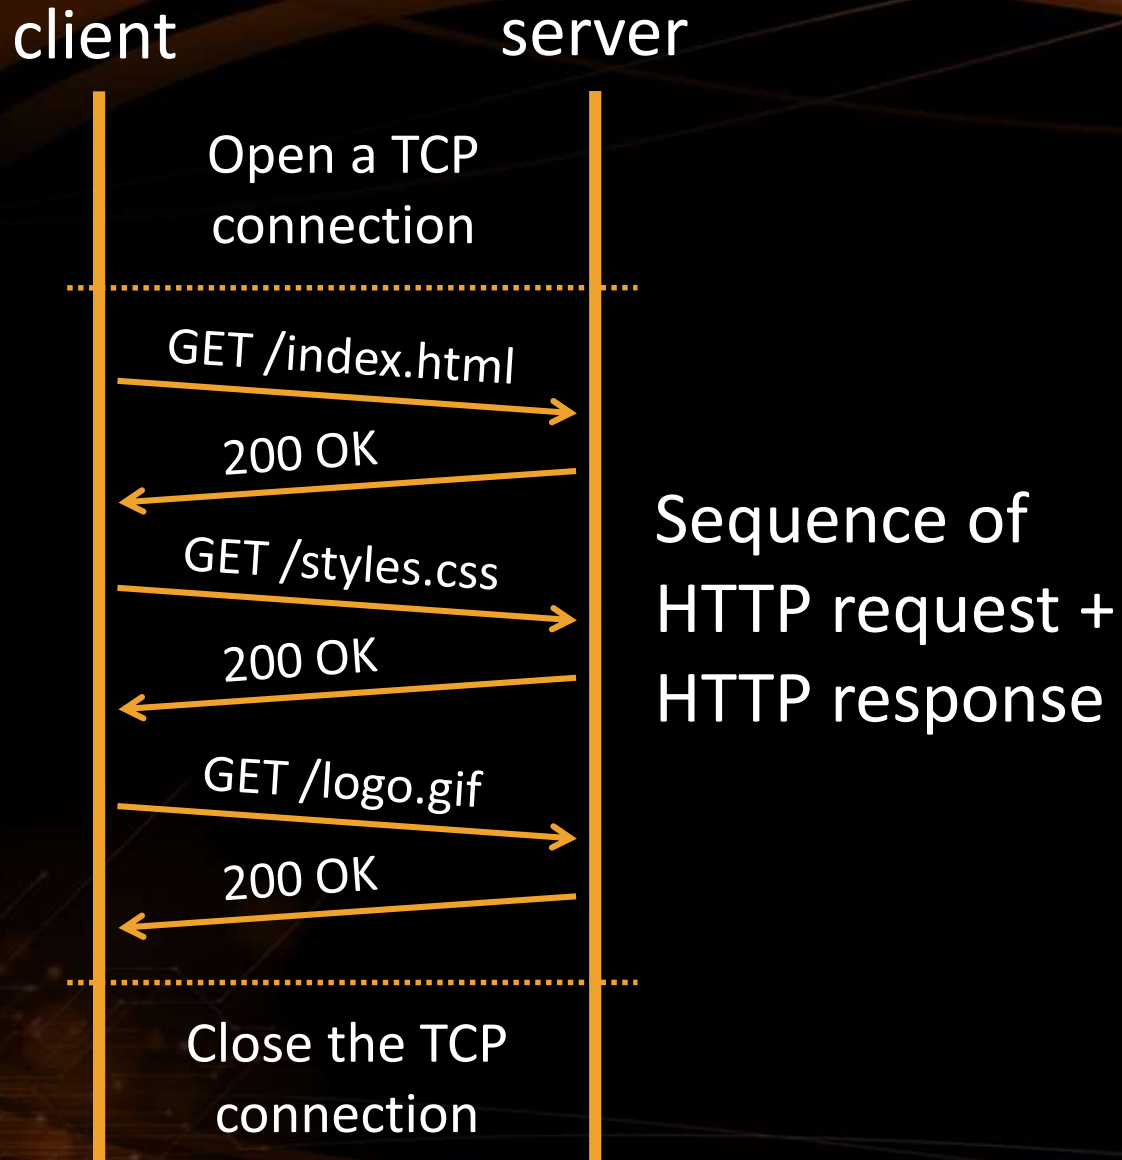 client
server
Open a TCP
connection
GET /index.html
200 OK
GET /styles.css
200 OK
GET /logo.gif
200 OK
Close the TCP
connection
Sequence of
HTTP request +
HTTP response